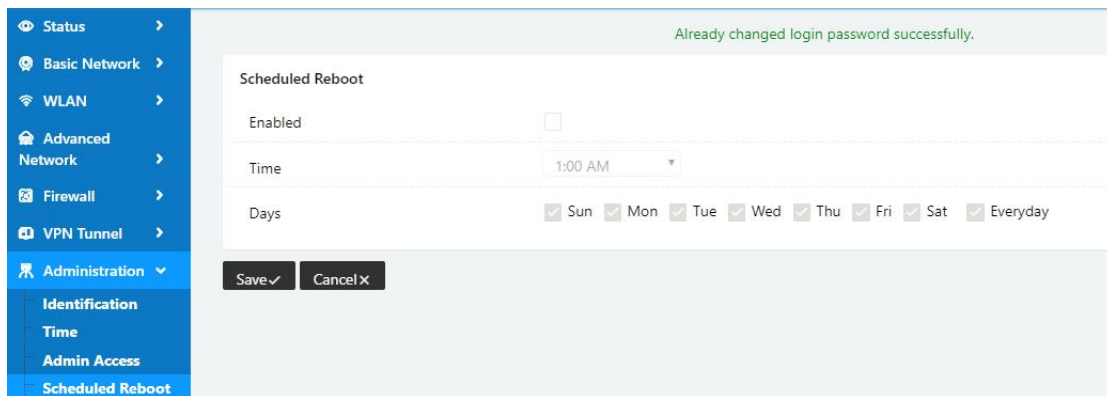 Status
Basic Network
WLAN
Advanced
Network
Firewall
VPN Tunnel
Administration
Identification
Time
Admin Access
Scheduled Reboot
Already changed login password successfully.
Scheduled Reboot
Enabled
Time 1:00 AM
Days Sun Mon Tue Wed Thu Fri Sat Everyday
Save Cancel